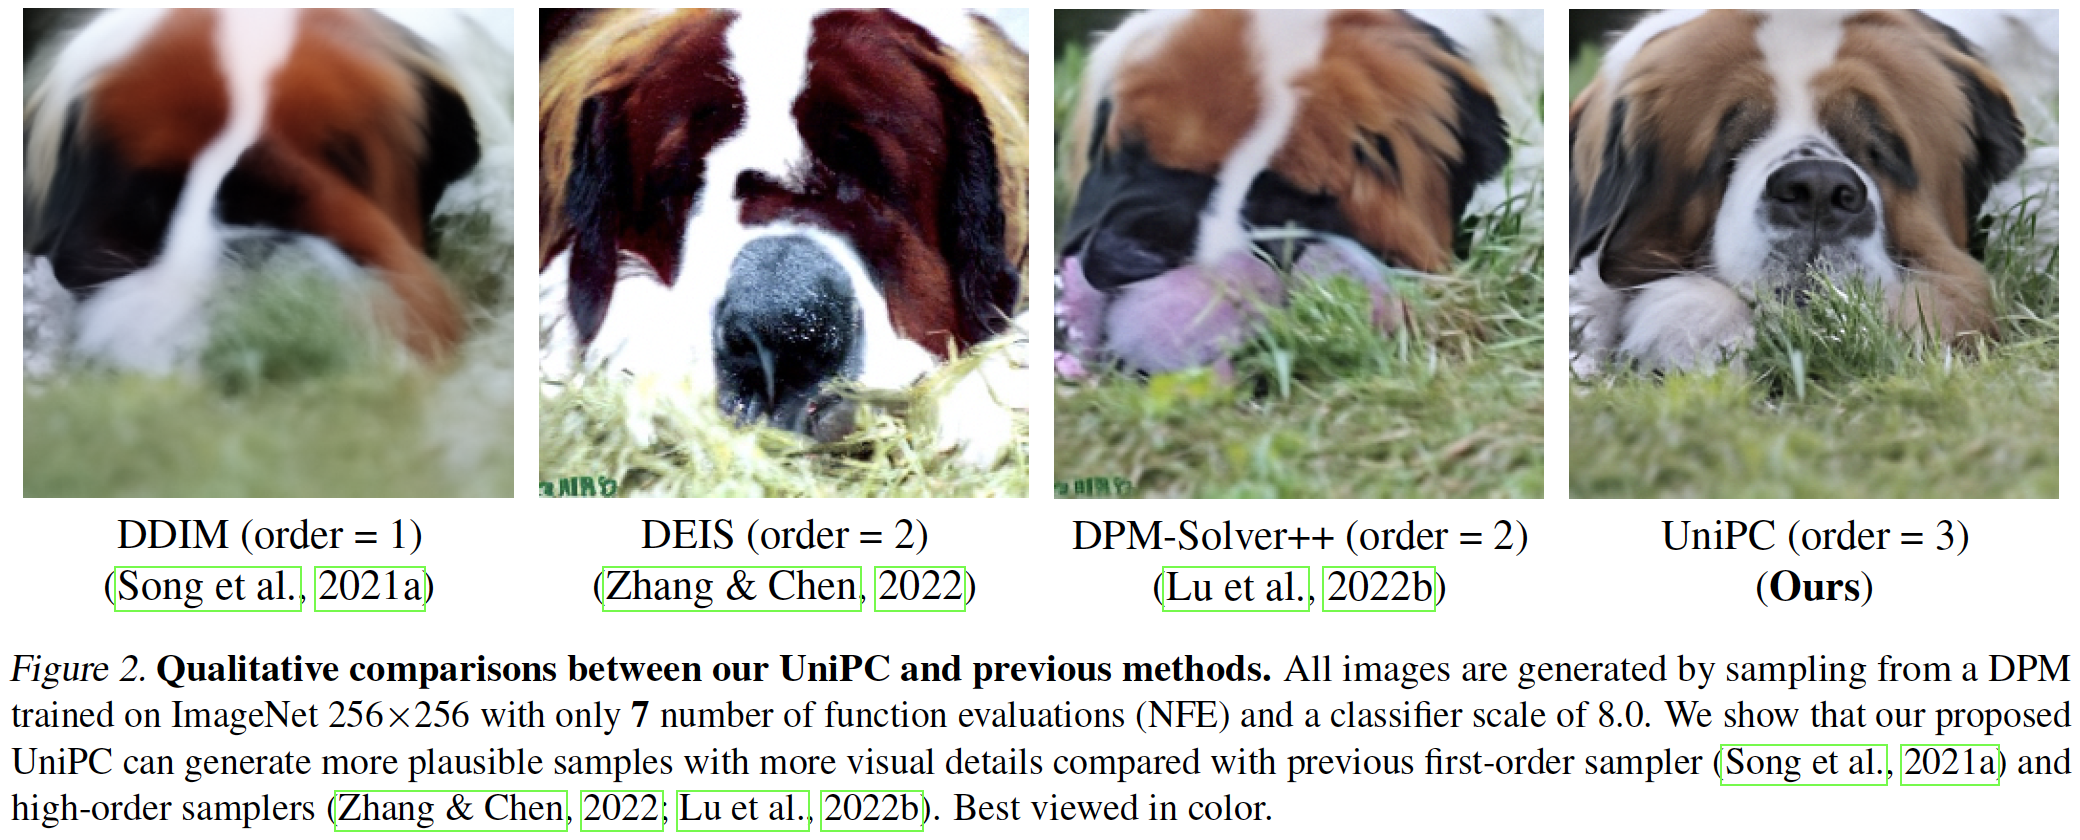 DDIM (order = 1)
(Song et al., 2021a)
DEIS (order = 2)
(Zhang & Chen, 2022)
DPM-Solver++ (order = 2)
(Lu et al., 2022b)
UniPC (order = 3)
(Ours)
Figure 2. Qualitative comparisons between our UniPC and previous methods. All images are generated by sampling from a DPM
trained on ImageNet 256×256 with only 7 number of function evaluations (NFE) and a classifier scale of 8.0. We show that our proposed
UniPC can generate more plausible samples with more visual details compared with previous first-order sampler (Song et al., 2021a) and
high-order samplers (Zhang & Chen, 2022; Lu et al., 2022b). Best viewed in color.